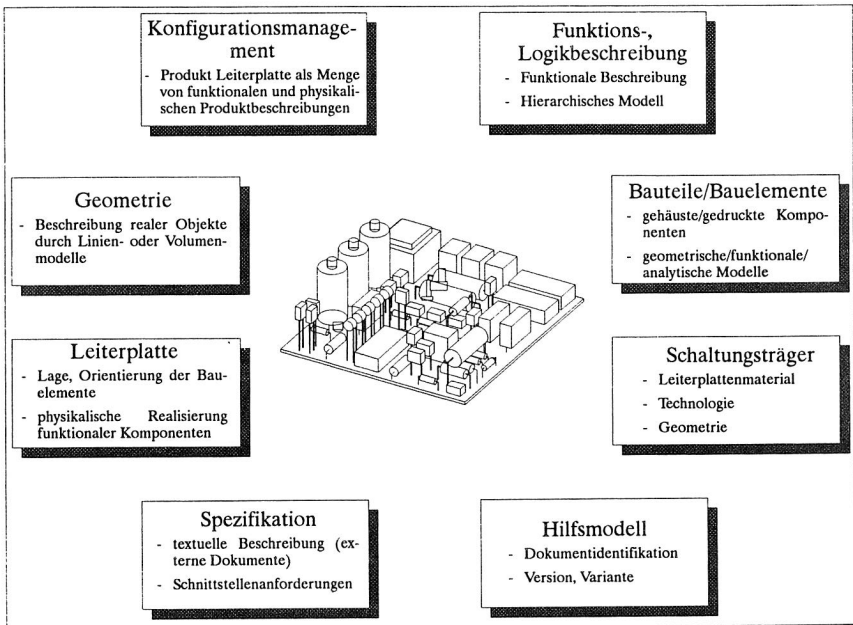 Konfigurationsmanage-
ment
- Produkt Leiterplatte als Menge
von funktionalen und physikali-
schen Produktbeschreibungen
Funktions-,
Logikbeschreibung
- Funktionale Beschreibung
- Hierarchisches Modell
Geometrie
- Beschreibung realer Objekte
durch Linien- oder Volumen-
modelle
Bauteile/Bauelemente
- gehäuste/gedruckte Kompo-
nenten
- geometrische/funktionale/
analytische Modelle
Leiterplatte
- Lage, Orientierung der Bau-
elemente
- physikalische Realisierung
funktionaler Komponenten
Schaltungsträger
- Leiterplattenmaterial
- Technologie
- Geometrie
Spezifikation
- textuelle Beschreibung (ex-
terne Dokumente)
- Schnittstellenanforderungen
Hilfsmodell
- Dokumentidentifikation
- Version, Variante